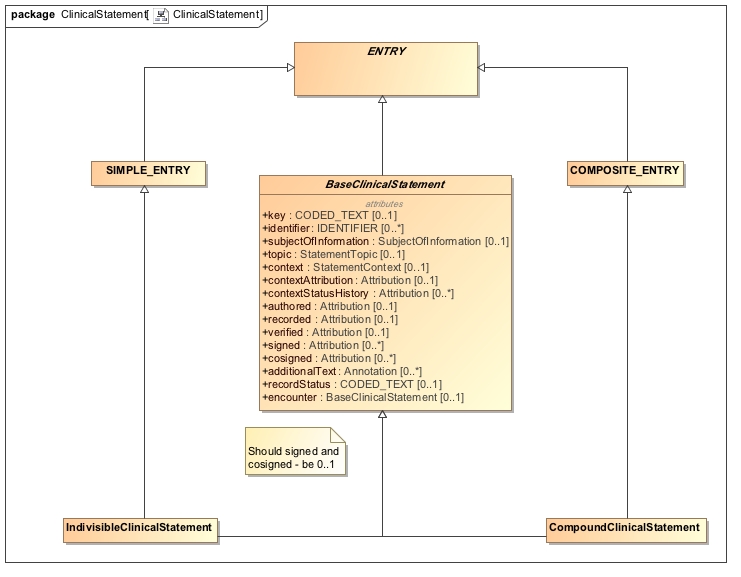 package ClinicalStatement[ ClinicalStatement]
ENTRY
SIMPLE_ENTRY
COMPOSITE_ENTRY
BaseClinicalStatement
attributes
+key : CODED_TEXT [0..1]
+identifier : IDENTIFIER [0..*]
+subjectOfInformation : SubjectOfInformation [0..1]
+topic : StatementTopic [0..1]
+context : StatementContext [0..1]
+contextAttribution : Attribution [0..1]
+contextStatusHistory : Attribution [0..*]
+authored : Attribution [0..1]
+recorded : Attribution [0..1]
+verified : Attribution [0..1]
+signed : Attribution [0..*]
+cosigned : Attribution [0..*]
+additionalText : Annotation [0..*]
+recordStatus : CODED_TEXT [0..1]
+encounter : BaseClinicalStatement [0..1]
Should signed and
cosigned - be 0..1
IndivisibleClinicalStatement
CompoundClinicalStatement